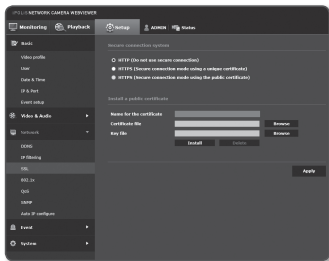 iPOLiS NETWORK CAMERA WEBVIEWER
Monitoring
Playback
Setup
ADMIN
Status
Basic
Video profile
User
Date & Time
IP & Port
Event setup
Video & Audio
Network
DDNS
IP filtering
SSL
802.1x
QoS
SNMP
Auto IP configure
Event
System
Secure connection system
HTTP (Do not use secure connection)
HTTPS (Secure connection mode using a unique certificate)
HTTPS (Secure connection mode using the public certificate)
Install a public certificate
Name for the certificate
Certificate file
Browse
Key file
Browse
Install
Delete
Apply